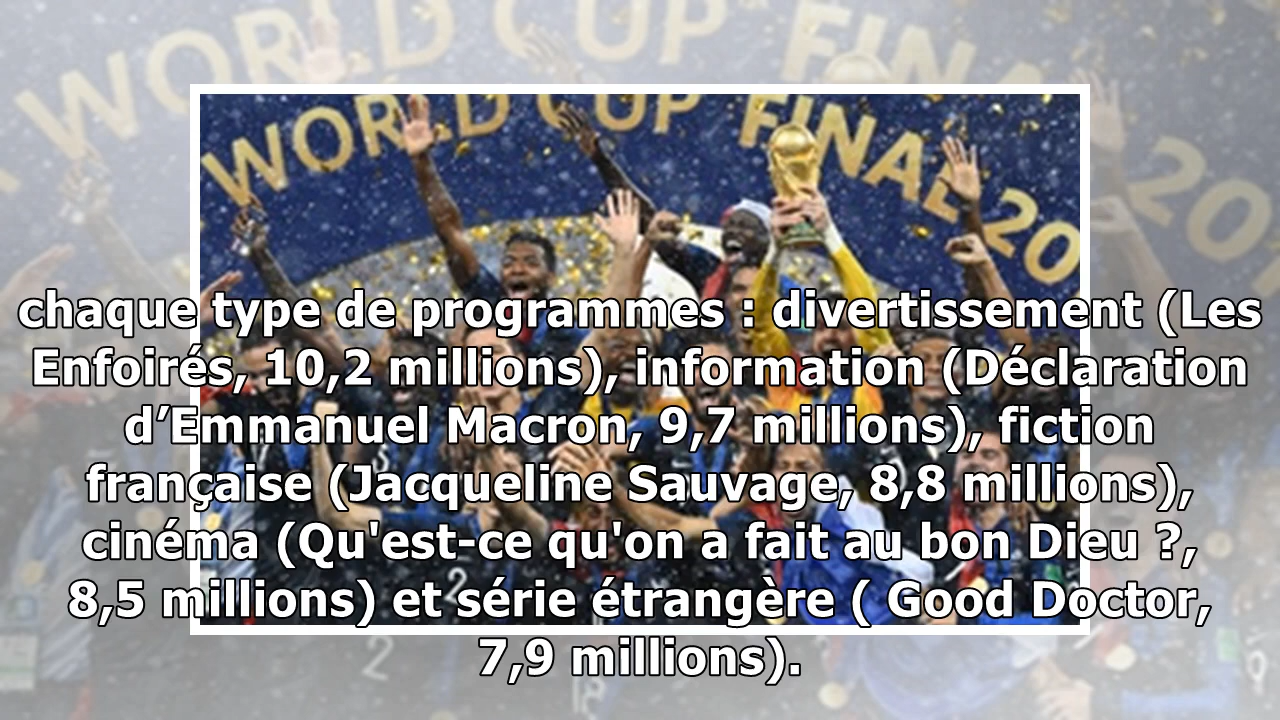 WORLD CUP FINAL 20
chaque type de programmes : divertissement (Les
Enfoirés, 10,2 millions), information (Déclaration
d’Emmanuel Macron, 9,7 millions), fiction
française (Jacqueline Sauvage, 8,8 millions),
cinéma (Qu'est-ce qu'on a fait au bon Dieu ?,
8,5 millions) et série étrangère ( Good Doctor,
7,9 millions).